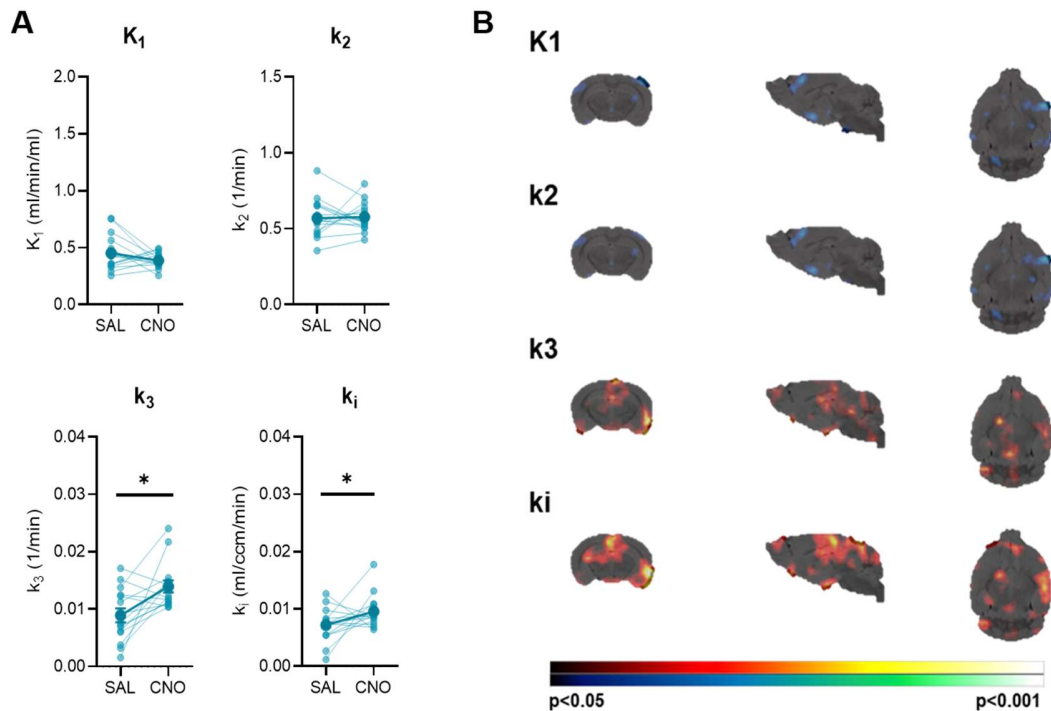 A
K₁
K₁ (ml/min/ml)
2.0
1.5
1.0
0.5
0.0
SAL CNO
k₂
k₂ (1/min)
1.5
1.0
0.5
0.0
SAL CNO
k₃
*
k₃ (1/min)
0.04
0.03
0.02
0.01
0.00
SAL CNO
kᵢ
*
kᵢ (ml/ccm/min)
0.04
0.03
0.02
0.01
0.00
SAL CNO
B
K1
k2
k3
ki
p<0.05 p<0.001